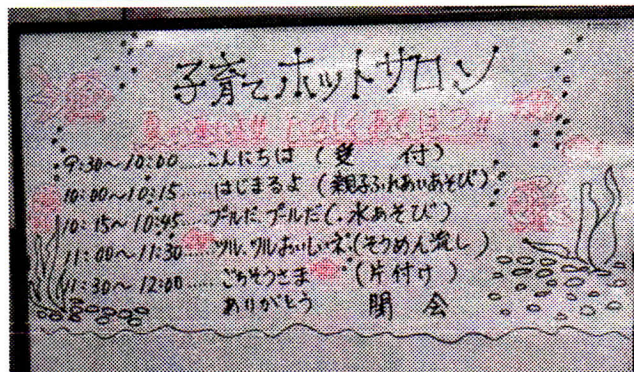 子育てホットサロン
たのしくあそぼう!!
9:30〜10:00……こんにちは(受 付)
10:00〜10:15……はじまるよ(親子ふれあいあそび)
10:15〜10:45……プールだ、プールだ(水あそび)
11:00〜11:30……ツル、ツルおいしいネ(そうめん流し)
11:30〜12:00……ごちそうさま(片付け)
ありがとう 閉 会